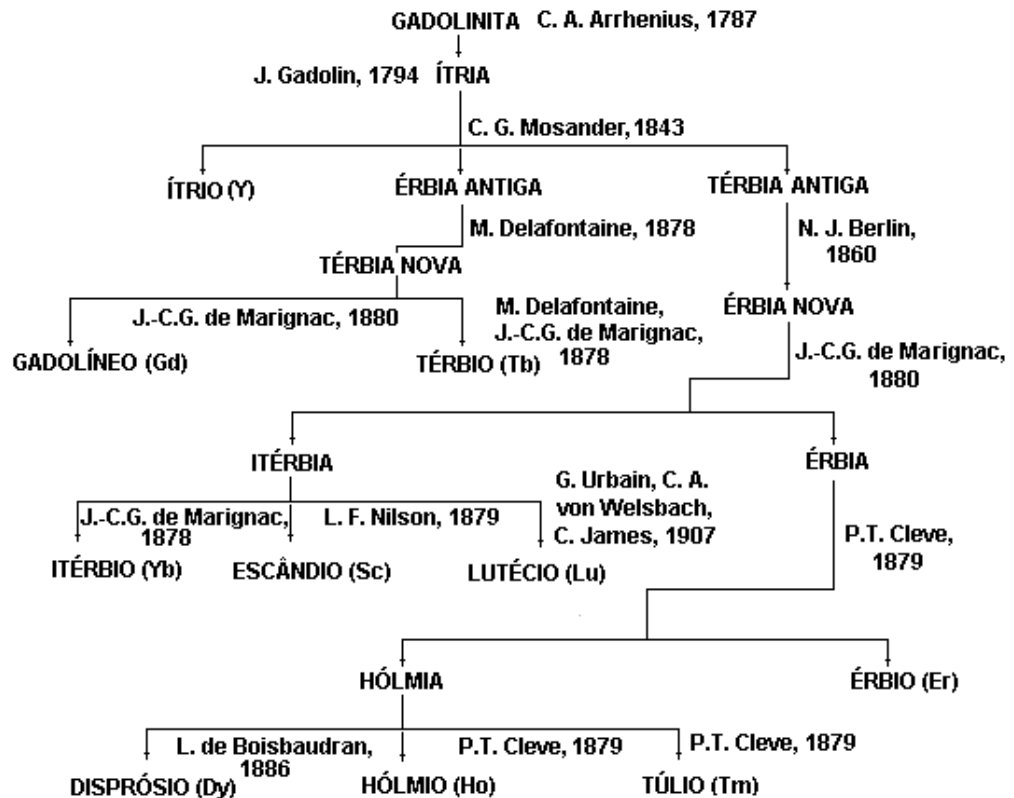 GADOLINITA C. A. Arrhenius, 1787
J. Gadolin, 1794 ÍTRIA
C. G. Mosander, 1843
ÍTRIO (Y)
ÉRBIA ANTIGA
TÉRBIA ANTIGA
M. Delafontaine, 1878
N. J. Berlin,
1860
TÉRBIA NOVA
ÉRBIA NOVA
J.-C.G. de Marignac, 1880
M. Delafontaine,
J.-C.G. de Marignac,
1878
GADOLÍNEO (Gd)
TÉRBIO (Tb)
J.-C.G. de Marignac,
1880
ITÉRBIA
ÉRBIA
J.-C.G. de Marignac,
1878
L. F. Nilson, 1879
G. Urbain, C. A.
von Welsbach,
C. James, 1907
ITÉRBIO (Yb)
ESCÂNDIO (Sc)
LUTÉCIO (Lu)
P.T. Cleve,
1879
HÓLMIA
ÉRBIO (Er)
L. de Boisbaudran,
1886
P.T. Cleve, 1879
P.T. Cleve, 1879
DISPRÓSIO (Dy)
HÓLMIO (Ho)
TÚLIO (Tm)